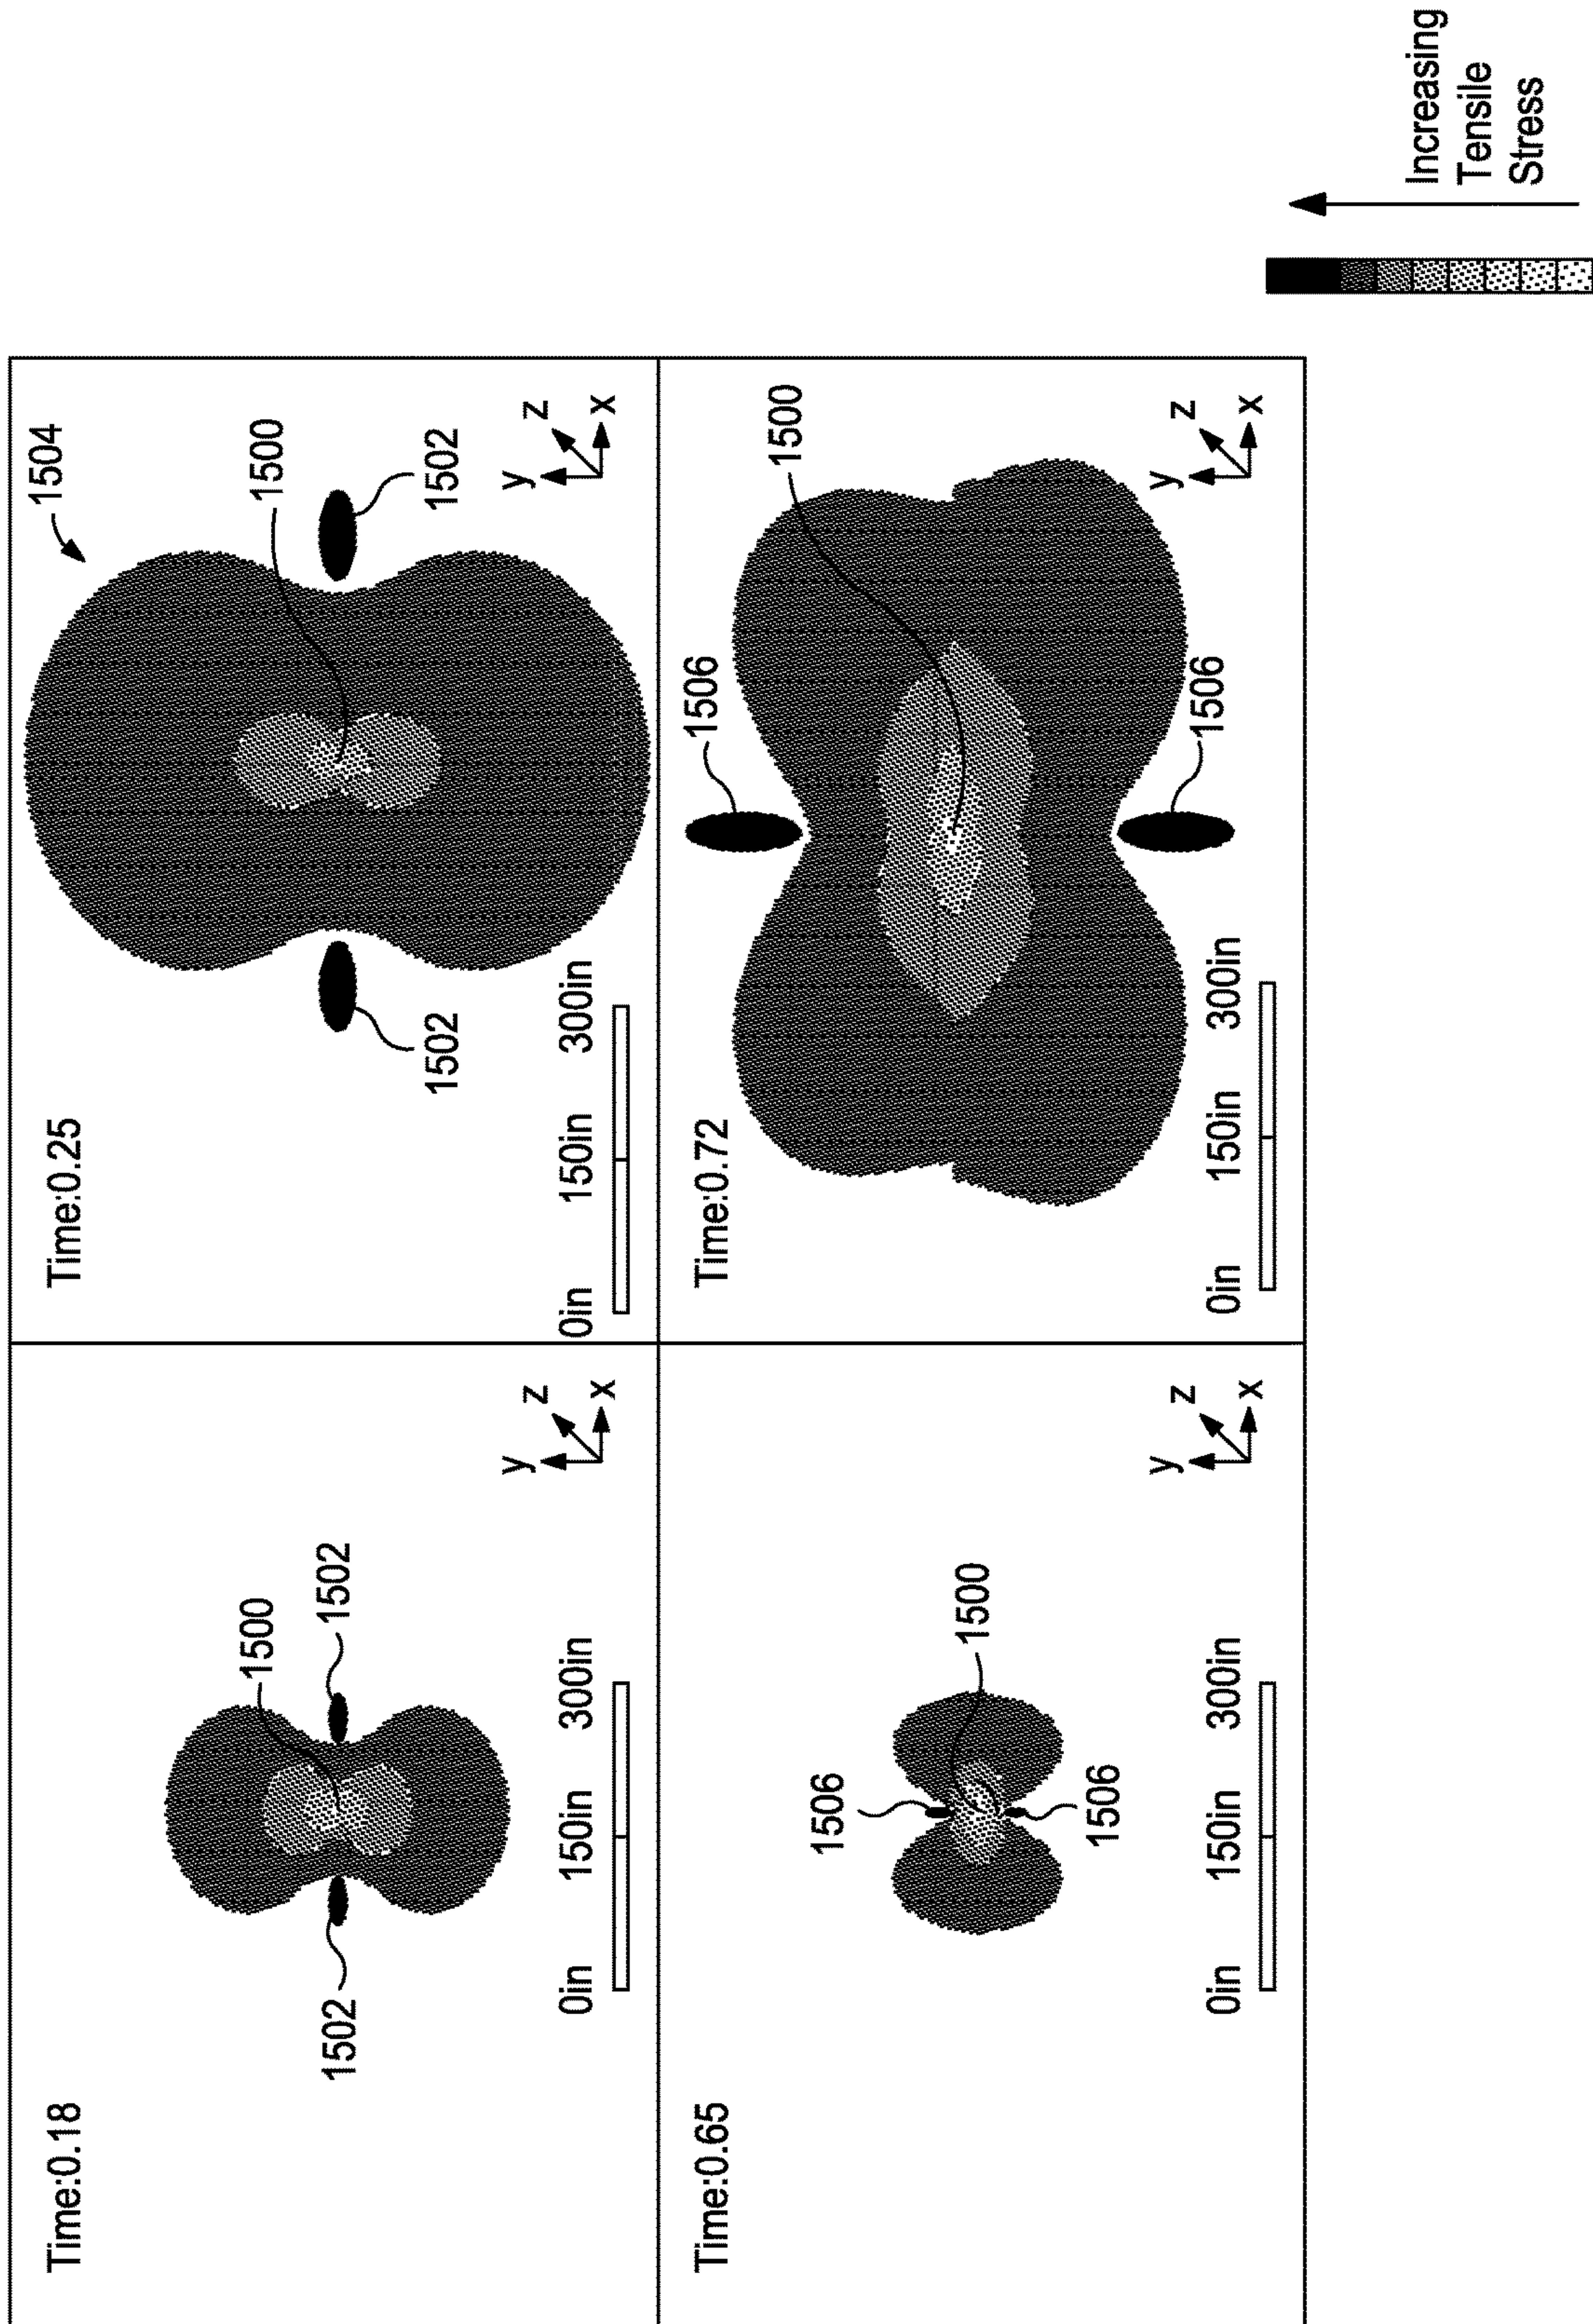 Time:0.18
1500
1502
1502
0in 150in 300in
y
z
x
Time:0.25
1504
1500
1502
1502
0in 150in 300in
y
z
x
Time:0.65
1506
1500
1506
0in 150in 300in
y
z
x
Time:0.72
1506
1500
1506
0in 150in 300in
y
z
x
Increasing
Tensile
Stress